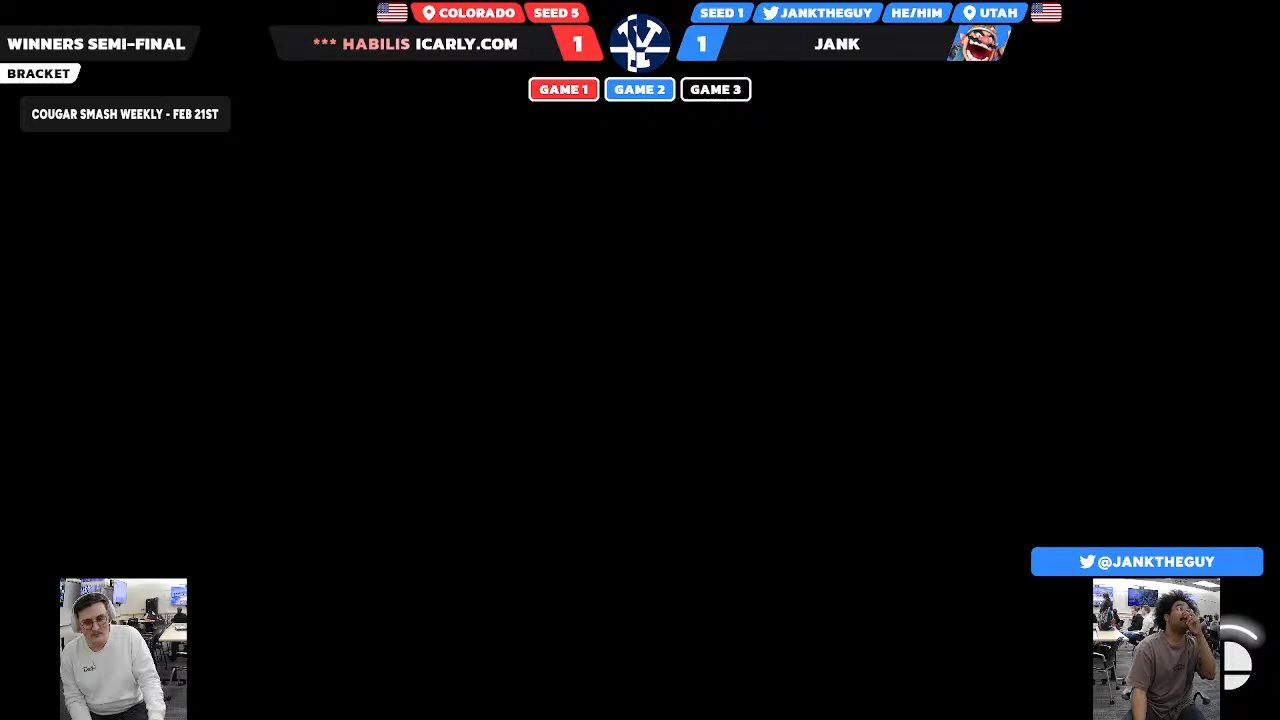 COLORADO SEED 5
SEED 1 JANKTHEGUY HE/HIM UTAH
WINNERS SEMI-FINAL
*** HABILIS ICARLY.COM 1
1 JANK
BRACKET
GAME 1 GAME 2 GAME 3
COUGAR SMASH WEEKLY - FEB 21ST
@JANKTHEGUY